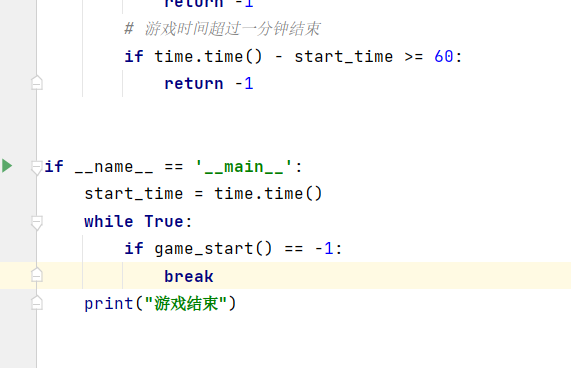 return -1
# 游戏时间超过一分钟结束
if time.time() - start_time >= 60:
return -1
if __name__ == '__main__':
start_time = time.time()
while True:
if game_start() == -1:
break
print("游戏结束")